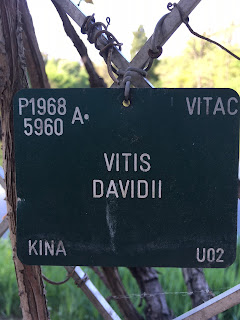 P1968 A• VITAC
5960
VITIS
DAVIDII
KINA U02